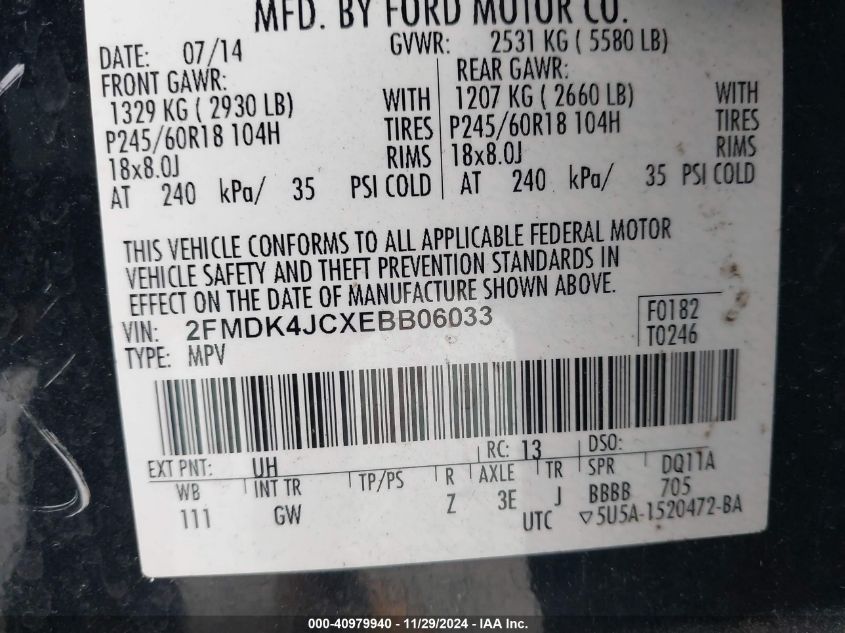 MFD. BY FORD MOTOR CO.
DATE: 07/14 GVWR: 2531 KG ( 5580 LB)
FRONT GAWR: REAR GAWR:
1329 KG ( 2930 LB) WITH 1207 KG ( 2660 LB) WITH
P245/60R18 104H TIRES P245/60R18 104H TIRES
18x8.0J RIMS 18x8.0J RIMS
AT 240 kPa/ 35 PSI COLD AT 240 kPa/ 35 PSI COLD
THIS VEHICLE CONFORMS TO ALL APPLICABLE FEDERAL MOTOR
VEHICLE SAFETY AND THEFT PREVENTION STANDARDS IN
EFFECT ON THE DATE OF MANUFACTURE SHOWN ABOVE.
VIN: 2FMDK4JCXEBB06033 F0182
TYPE: MPV T0246
EXT PNT: UH RC: 13 DSO:
WB INT TR TP/PS R AXLE TR SPR DQ11A
111 GW Z 3E J BBBB 705
UTC ▽5U5A-1520472-BA
000-40979940 - 11/29/2024 - IAA Inc.